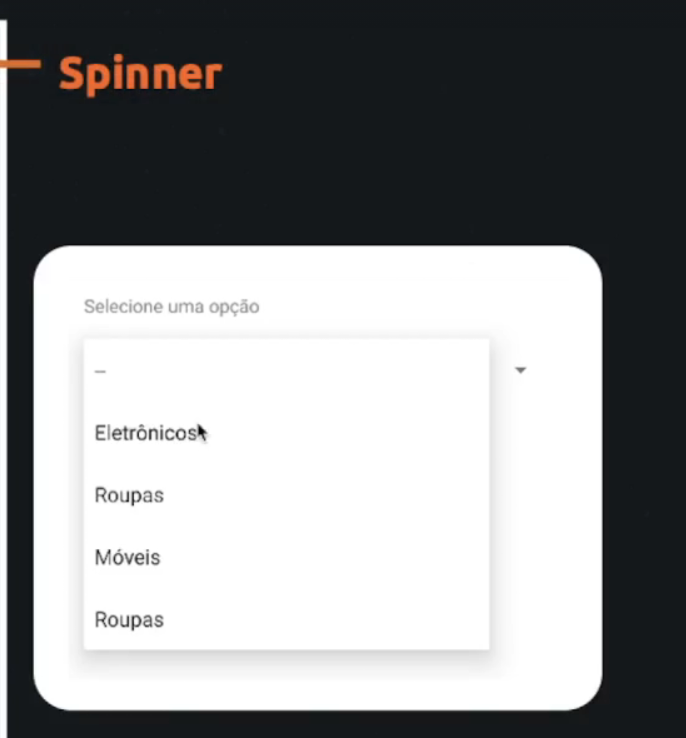 Spinner
Selecione uma opção
–
Eletrônicos
Roupas
Móveis
Roupas